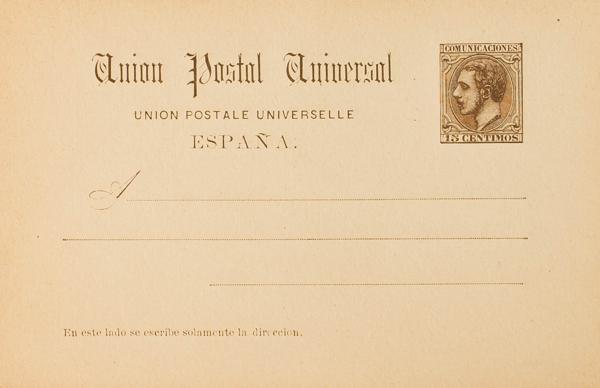 Union Postal Universal
COMUNICACIONES
UNION POSTALE UNIVERSELLE
15 CENTIMOS
ESPAÑA.
A
En este lado se escribe solamente la direccion.